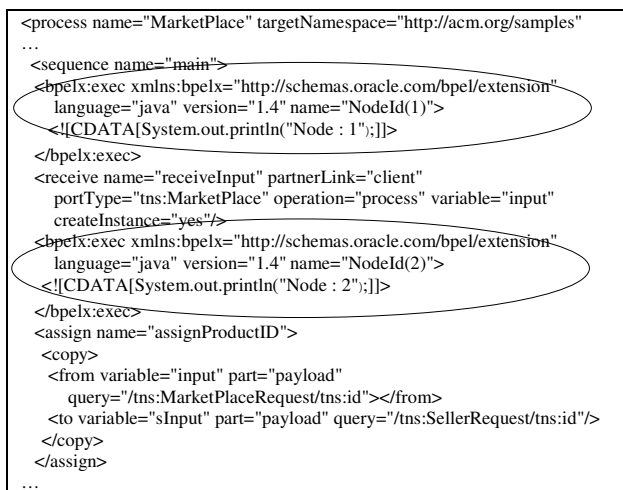 <process name="MarketPlace" targetNamespace="http://acm.org/samples"
…
<sequence name="main">
<bpelx:exec xmlns:bpelx="http://schemas.oracle.com/bpel/extension"
language="java" version="1.4" name="NodeId(1)">
<![CDATA[System.out.println("Node : 1");]]>
</bpelx:exec>
<receive name="receiveInput" partnerLink="client"
portType="tns:MarketPlace" operation="process" variable="input"
createInstance="yes"/>
<bpelx:exec xmlns:bpelx="http://schemas.oracle.com/bpel/extension"
language="java" version="1.4" name="NodeId(2)">
<![CDATA[System.out.println("Node : 2");]]>
</bpelx:exec>
<assign name="assignProductID">
<copy>
<from variable="input" part="payload"
query="/tns:MarketPlaceRequest/tns:id"></from>
<to variable="sInput" part="payload" query="/tns:SellerRequest/tns:id"/>
</copy>
</assign>
…